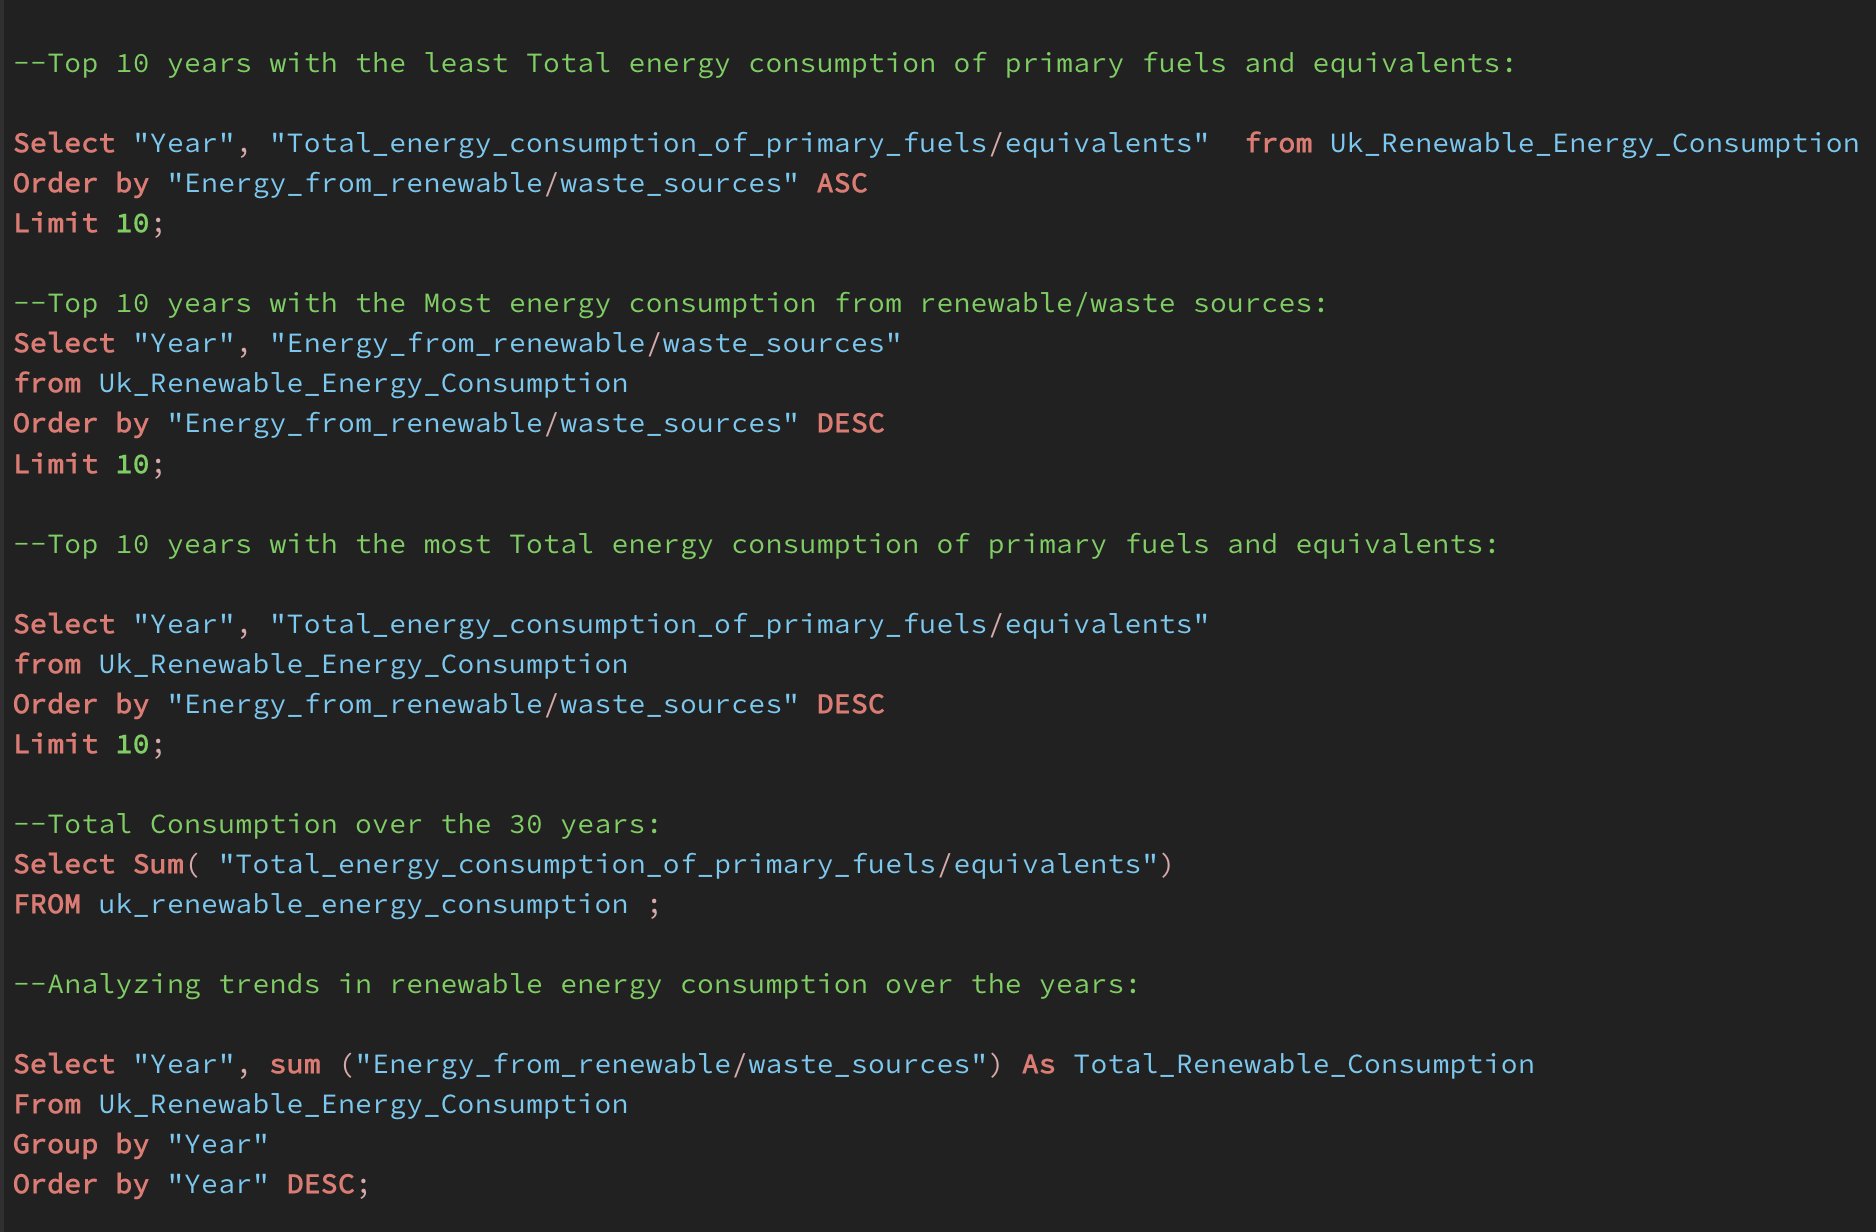 --Top 10 years with the least Total energy consumption of primary fuels and equivalents:
Select "Year", "Total_energy_consumption_of_primary_fuels/equivalents"  from Uk_Renewable_Energy_Consumption
Order by "Energy_from_renewable/waste_sources" ASC
Limit 10;
--Top 10 years with the Most energy consumption from renewable/waste sources:
Select "Year", "Energy_from_renewable/waste_sources"
from Uk_Renewable_Energy_Consumption
Order by "Energy_from_renewable/waste_sources" DESC
Limit 10;
--Top 10 years with the most Total energy consumption of primary fuels and equivalents:
Select "Year", "Total_energy_consumption_of_primary_fuels/equivalents"
from Uk_Renewable_Energy_Consumption
Order by "Energy_from_renewable/waste_sources" DESC
Limit 10;
--Total Consumption over the 30 years:
Select Sum( "Total_energy_consumption_of_primary_fuels/equivalents")
FROM uk_renewable_energy_consumption ;
--Analyzing trends in renewable energy consumption over the years:
Select "Year", sum ("Energy_from_renewable/waste_sources") As Total_Renewable_Consumption
From Uk_Renewable_Energy_Consumption
Group by "Year"
Order by "Year" DESC;